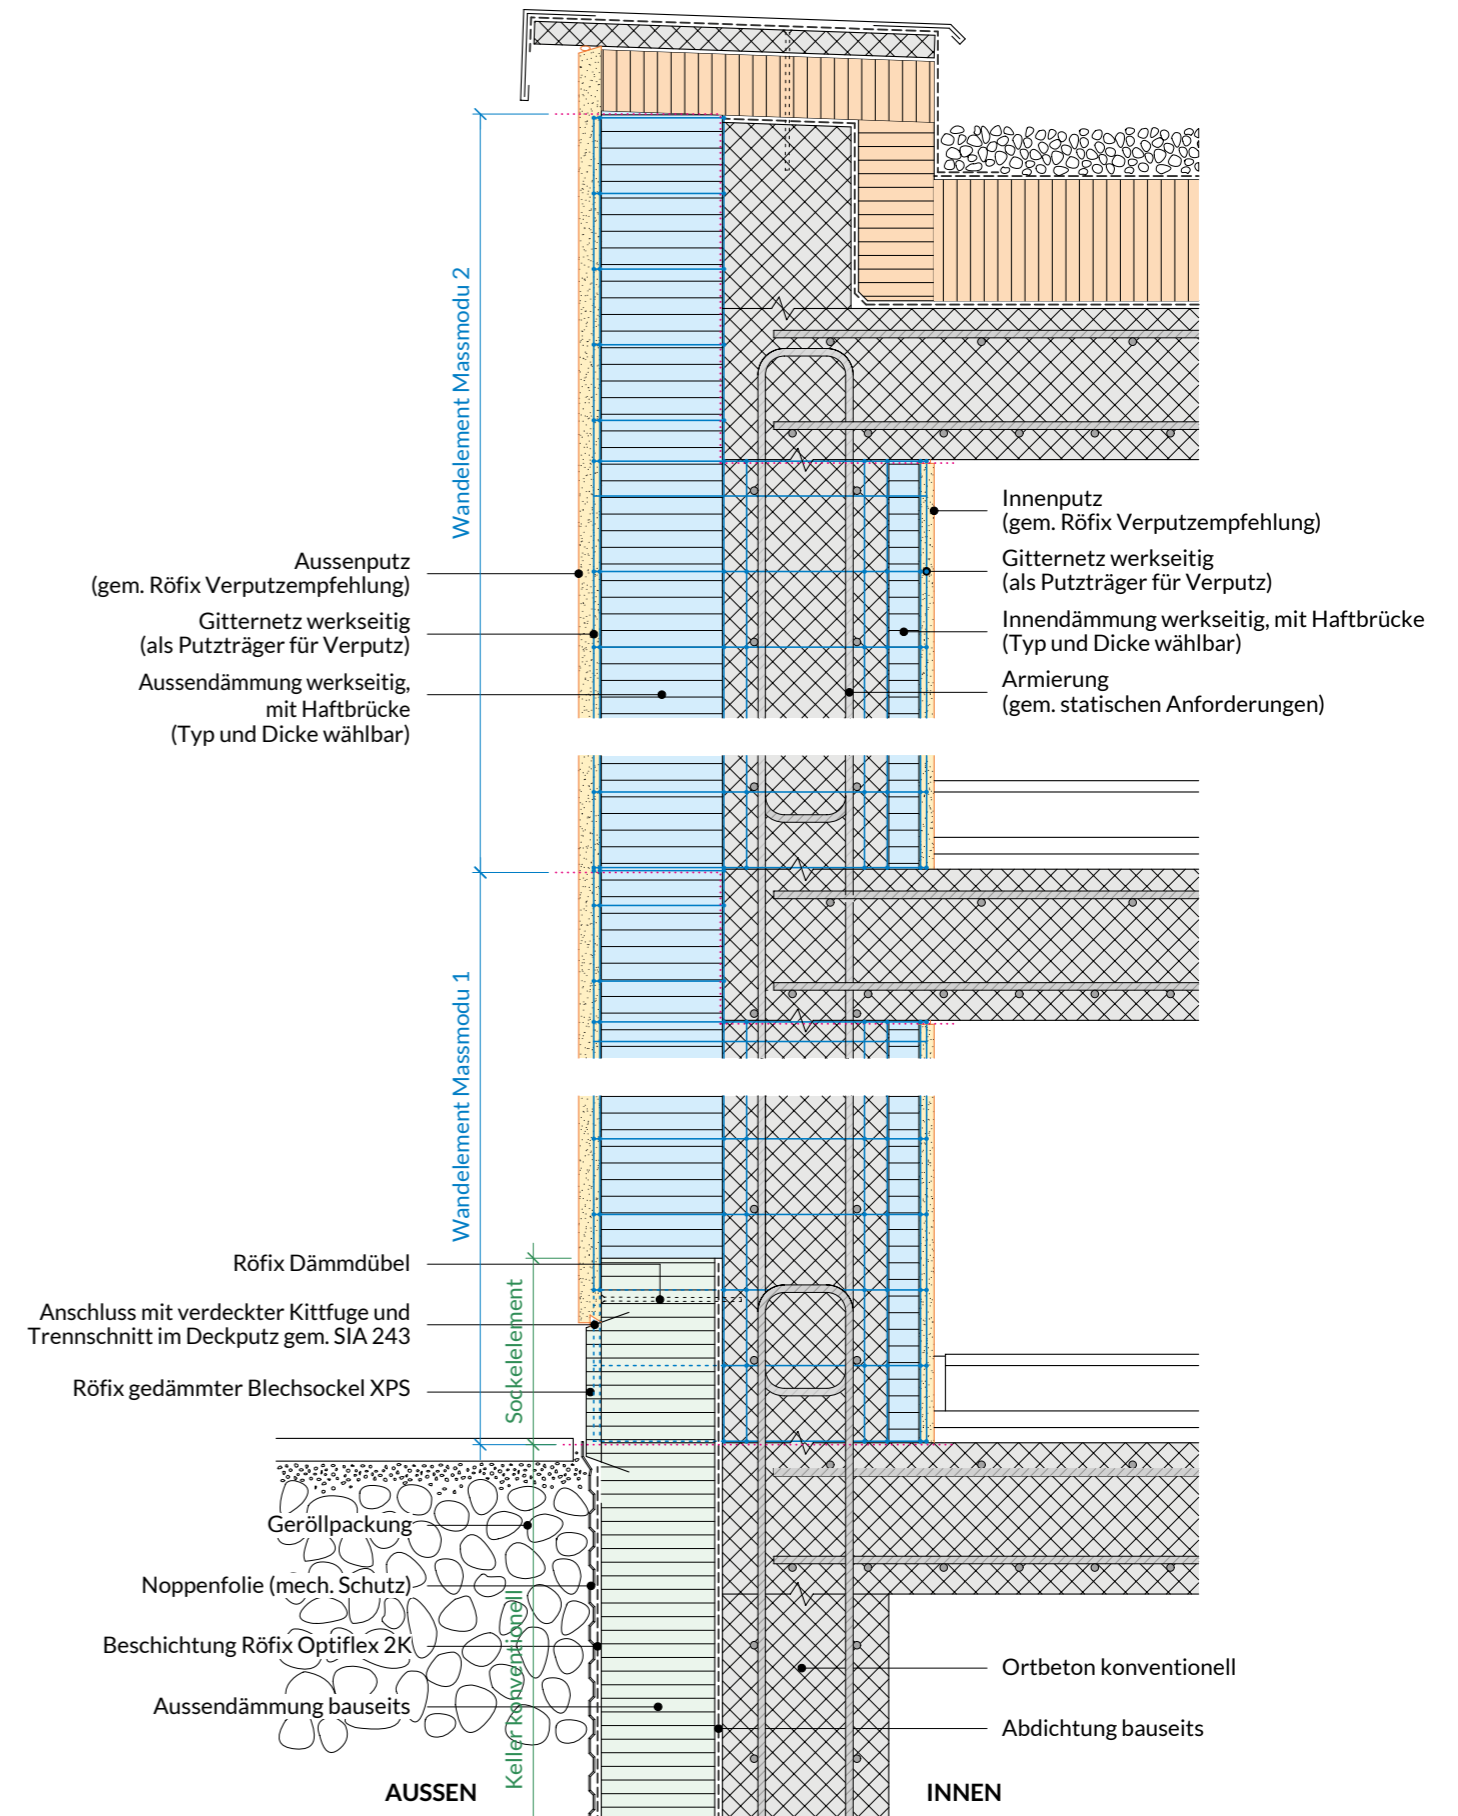 Wandelement Massmodu 2
Aussenputz
(gem. Röfix Verputzempfehlung)
Gitternetz werkseitig
(als Putzträger für Verputz)
Aussendämmung werkseitig,
mit Haftbrücke
(Typ und Dicke wählbar)
Innenputz
(gem. Röfix Verputzempfehlung)
Gitternetz werkseitig
(als Putzträger für Verputz)
Innendämmung werkseitig, mit Haftbrücke
(Typ und Dicke wählbar)
Armierung
(gem. statischen Anforderungen)
Wandelement Massmodu 1
Röfix Dämmdübel
Anschluss mit verdeckter Kittfuge und
Trennschnitt im Deckputz gem. SIA 243
Röfix gedämmter Blechsockel XPS
Sockelelement
Geröllpackung
Noppenfolie (mech. Schutz)
Beschichtung Röfix Optiflex 2K
Aussendämmung bauseits
Keller konventionell
Ortbeton konventionell
Abdichtung bauseits
AUSSEN
INNEN